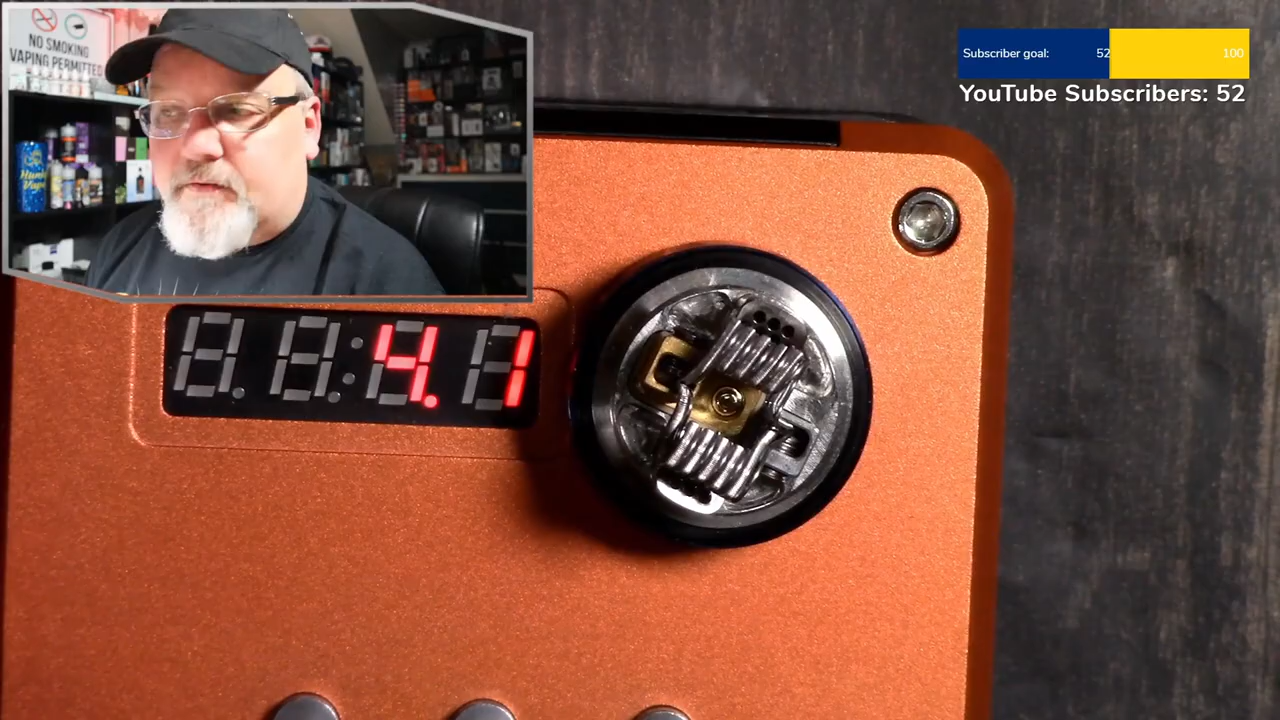 NO SMOKING
VAPING PERMITTED
Subscriber goal: 52 100
YouTube Subscribers: 52
4.1